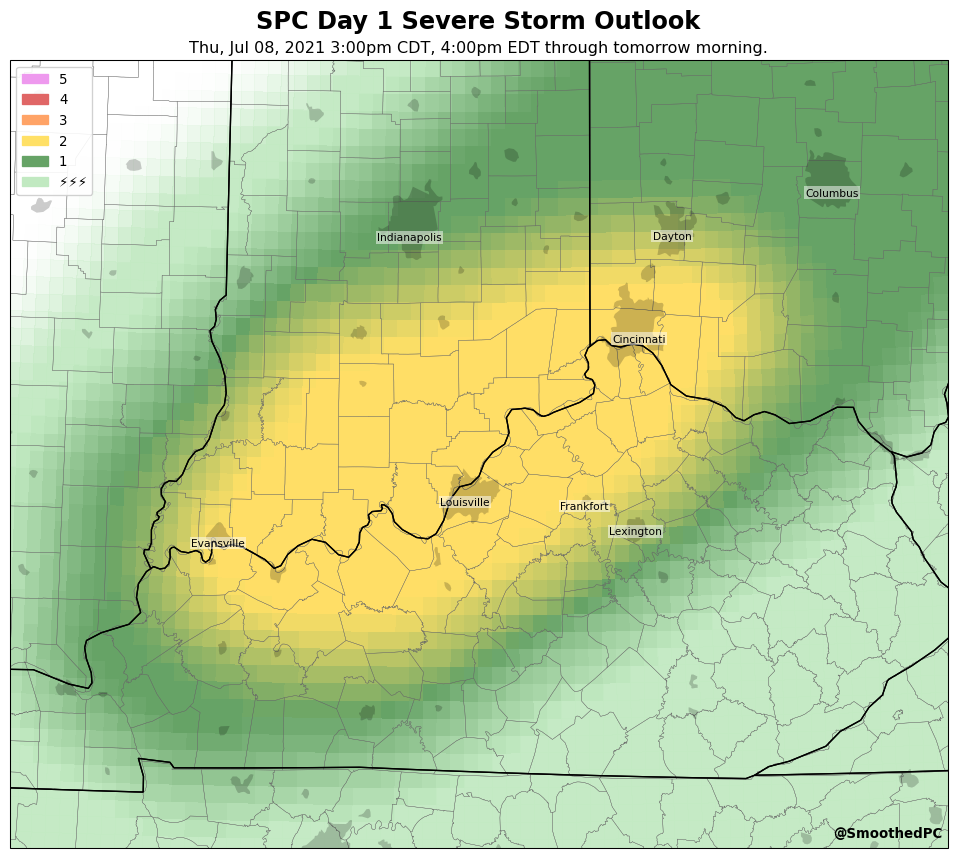 SPC Day 1 Severe Storm Outlook
Thu, Jul 08, 2021 3:00pm CDT, 4:00pm EDT through tomorrow morning.
5
4
3
2
1
⚡⚡⚡
Columbus
Indianapolis
Dayton
Cincinnati
Louisville
Frankfort
Lexington
Evansville
@SmoothedPC